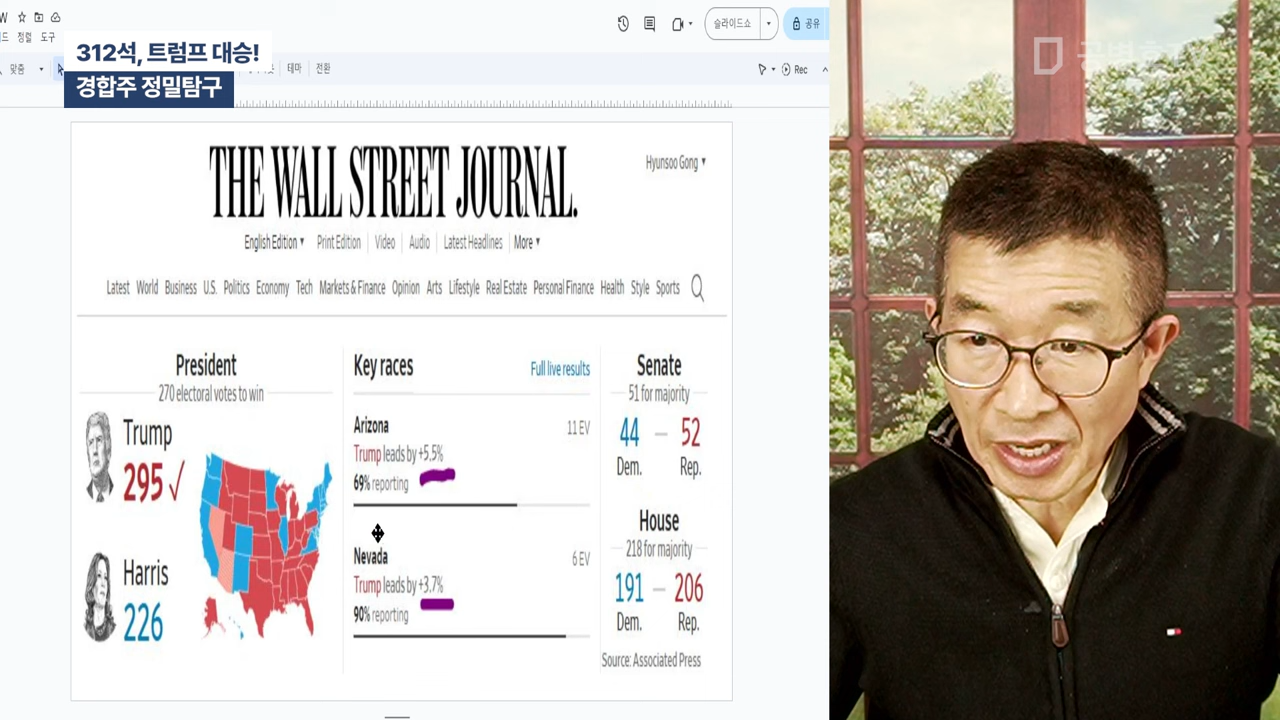 312석, 트럼프 대승!
경합주 정밀탐구
도구
정렬
맞춤
테마
전환
슬라이드쇼
공유
Rec
THE WALL STREET JOURNAL.
Hyunsoo Gong
English Edition
Print Edition
Video
Audio
Latest Headlines
More
Latest World Business U.S. Politics Economy Tech Markets & Finance Opinion Arts Lifestyle Real Estate Personal Finance Health Style Sports
President
270 electoral votes to win
Trump
295 ✓
Harris
226
Key races
Full live results
Arizona
11 EV
Trump leads by +5.5%
69% reporting
Nevada
6 EV
Trump leads by +3.7%
90% reporting
Senate
51 for majority
44 — 52
Dem. Rep.
House
218 for majority
191 — 206
Dem. Rep.
Source: Associated Press